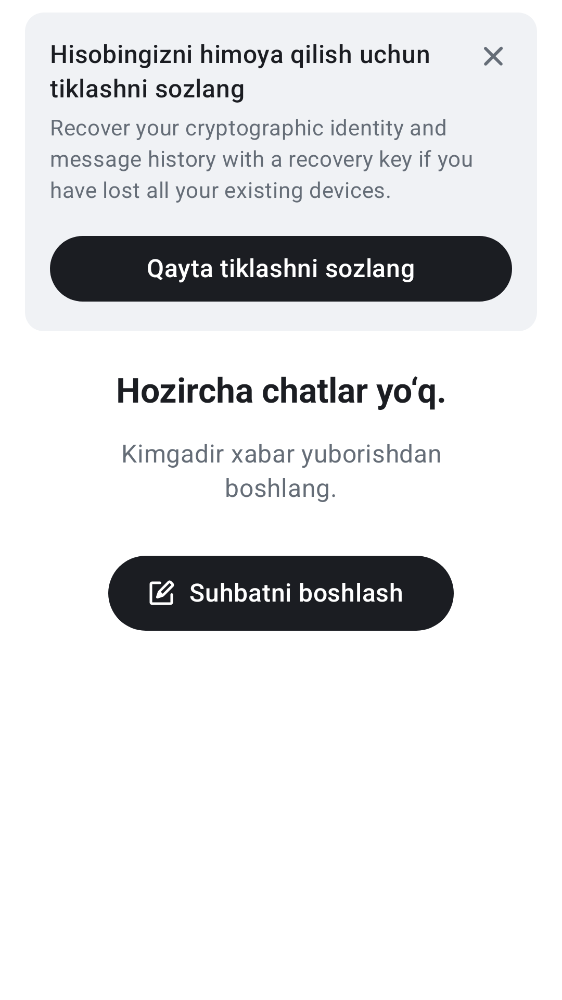 Hisobingizni himoya qilish uchun
tiklashni sozlang
Recover your cryptographic identity and
message history with a recovery key if you
have lost all your existing devices.
Qayta tiklashni sozlang
Hozircha chatlar yo‘q.
Kimgadir xabar yuborishdan
boshlang.
Suhbatni boshlash